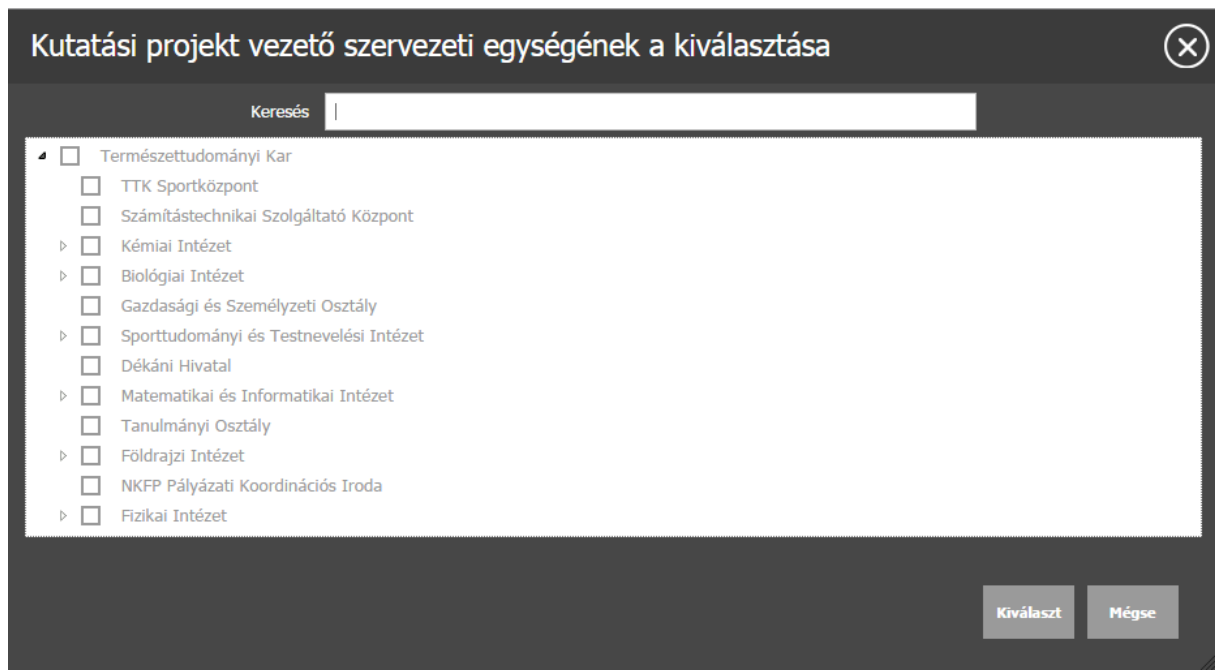 Kutatási projekt vezető szervezeti egységének a kiválasztása
Keresés
Természettudományi Kar
TTK Sportközpont
Számítástechnikai Szolgáltató Központ
Kémiai Intézet
Biológiai Intézet
Gazdasági és Személyzeti Osztály
Sporttudományi és Testnevelési Intézet
Dékáni Hivatal
Matematikai és Informatikai Intézet
Tanulmányi Osztály
Földrajzi Intézet
NKFP Pályázati Koordinációs Iroda
Fizikai Intézet
Kiválaszt Mégse